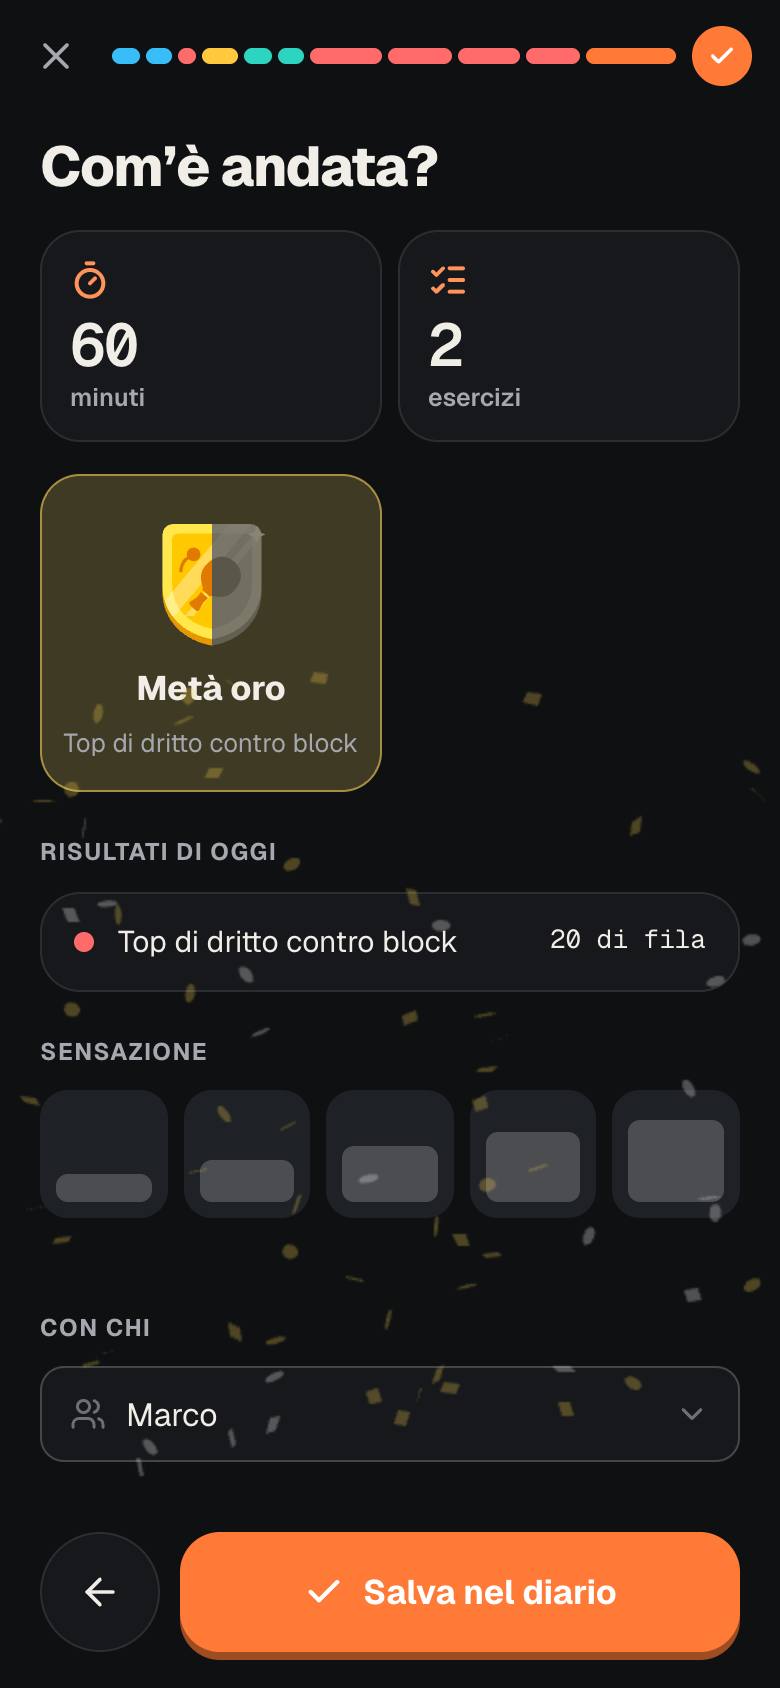 Com’è andata?
60
minuti
2
esercizi
Metà oro
Top di dritto contro block
RISULTATI DI OGGI
Top di dritto contro block
20 di fila
SENSAZIONE
CON CHI
Marco
Salva nel diario